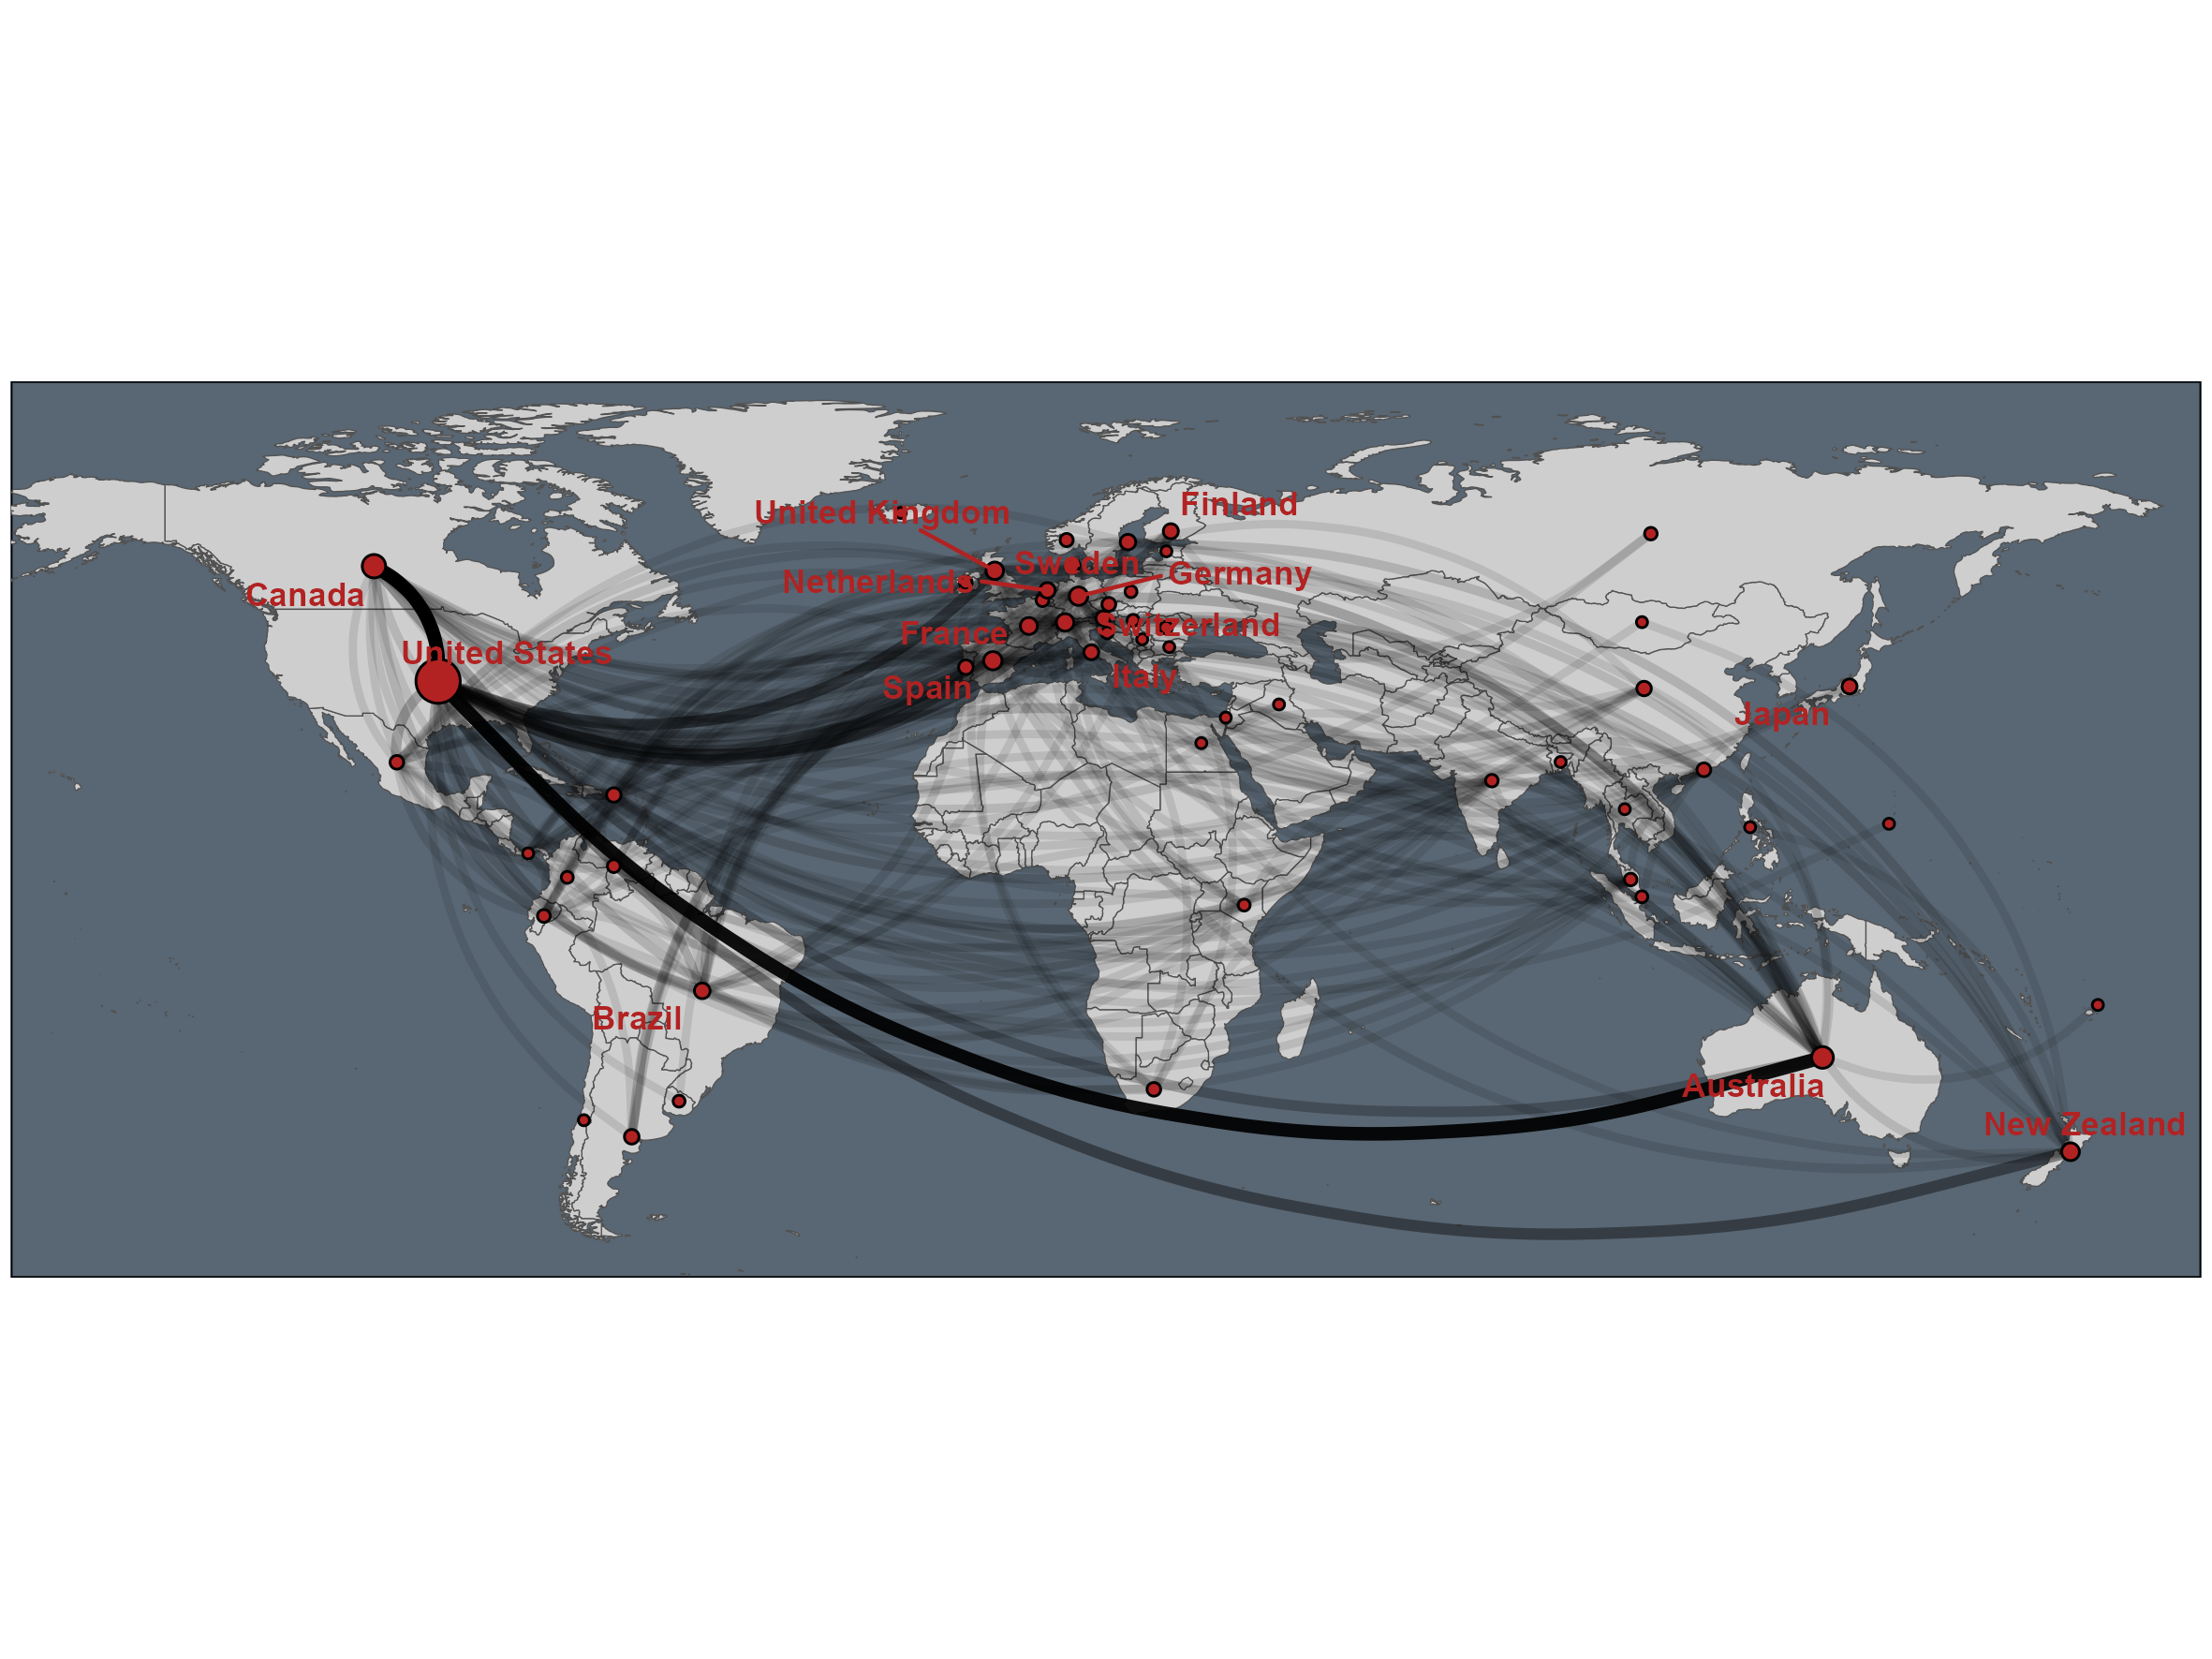 Finland
United Kingdom
Sweden
Germany
Netherlands
Canada
Switzerland
France
United States
Italy
Spain
Japan
Brazil
Australia
New Zealand